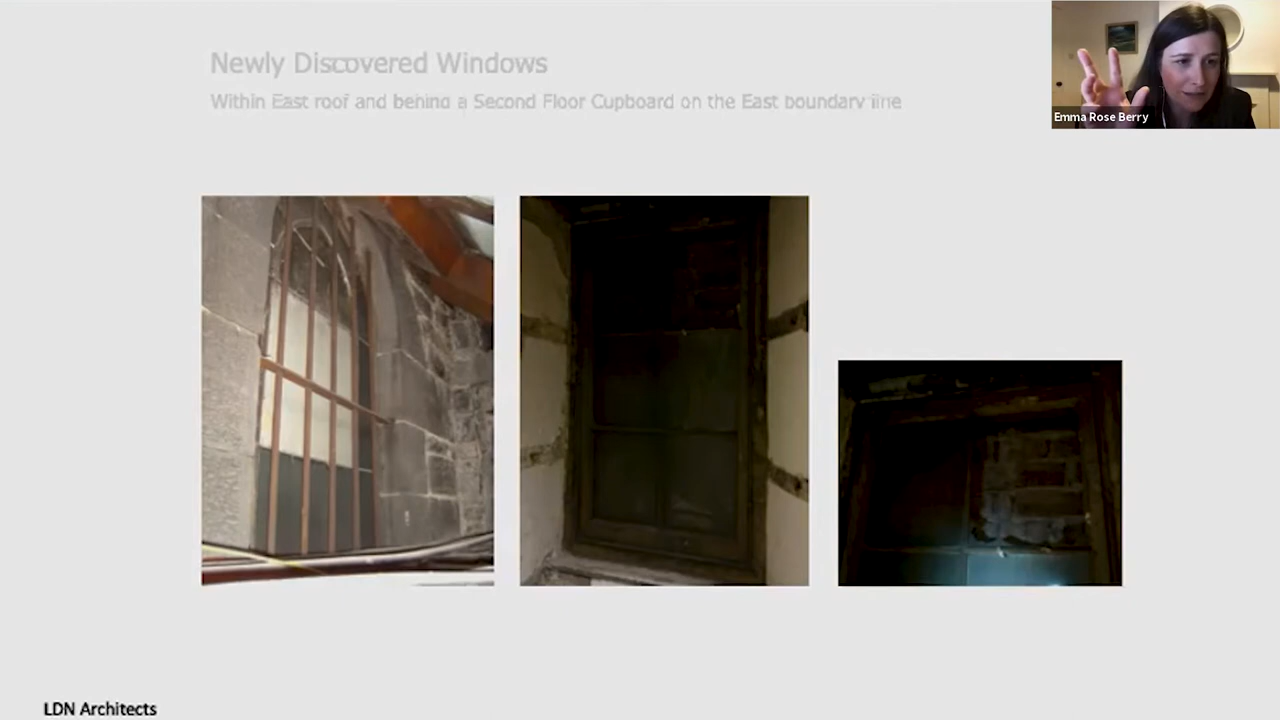 Newly Discovered Windows
Within East roof and behind a Second Floor Cupboard on the East boundary line
Emma Rose Berry
LDN Architects